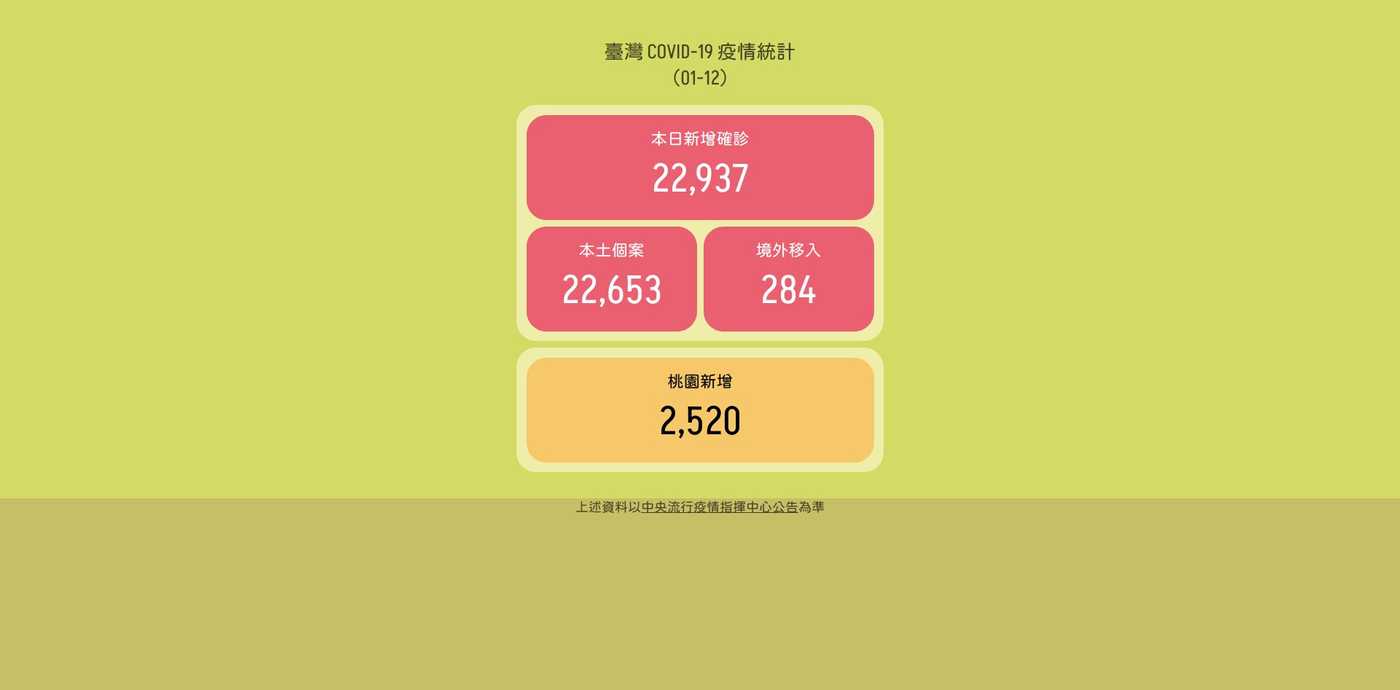 臺灣 COVID-19 疫情統計
（01-12）
本日新增確診
22,937
本土個案
22,653
境外移入
284
桃園新增
2,520
上述資料以中央流行疫情指揮中心公告為準